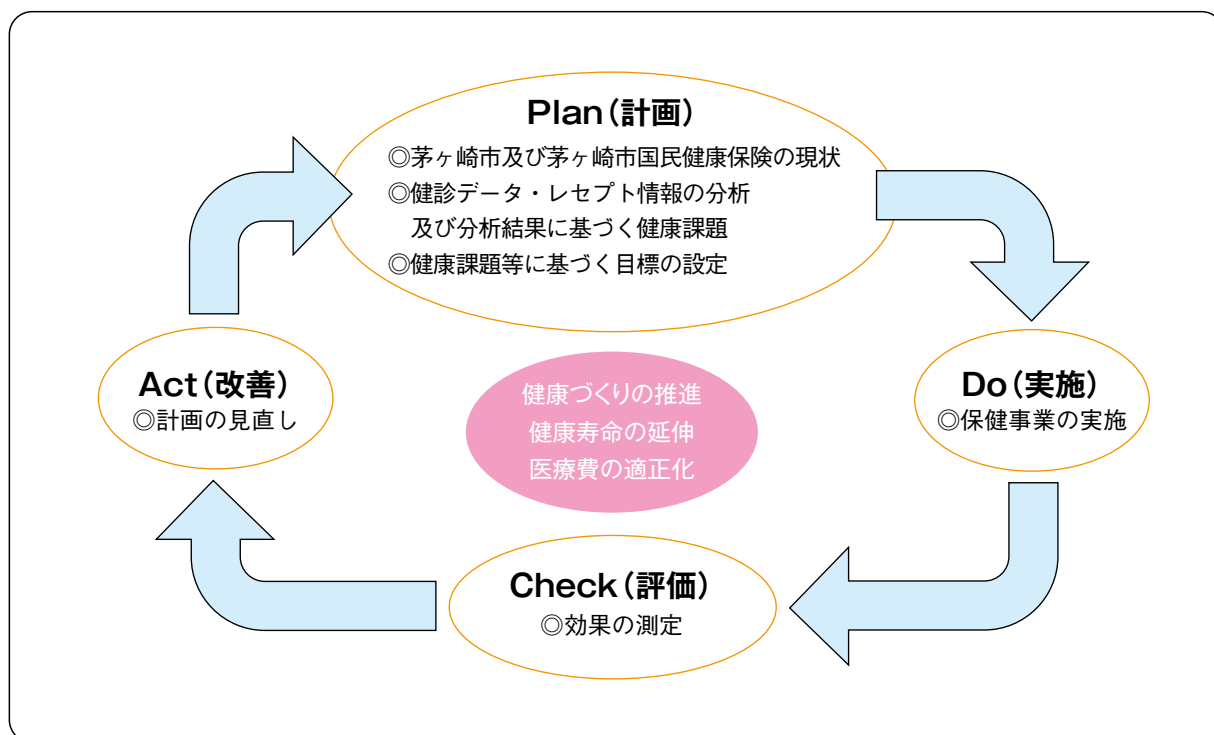 Plan（計画）
◎茅ヶ崎市及び茅ヶ崎市国民健康保険の現状
◎健診データ・レセプト情報の分析
及び分析結果に基づく健康課題
◎健康課題等に基づく目標の設定
Do（実施）
◎保健事業の実施
Check（評価）
◎効果の測定
Act（改善）
◎計画の見直し
健康づくりの推進
健康寿命の延伸
医療費の適正化